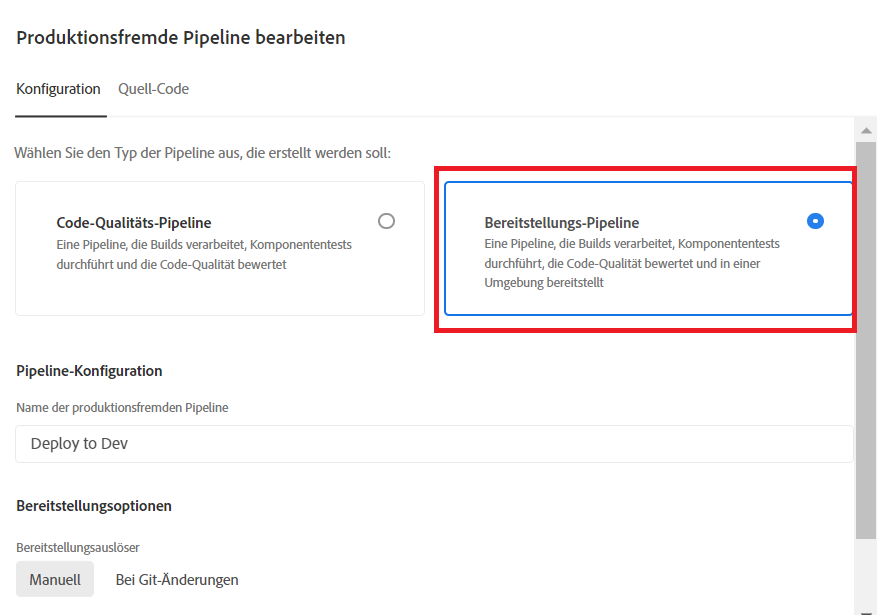 Produktionsfremde Pipeline bearbeiten
Konfiguration Quell-Code
Wählen Sie den Typ der Pipeline aus, die erstellt werden soll:
Code-Qualitäts-Pipeline
Eine Pipeline, die Builds verarbeitet, Komponententests
durchführt und die Code-Qualität bewertet
Bereitstellungs-Pipeline
Eine Pipeline, die Builds verarbeitet, Komponententests
durchführt, die Code-Qualität bewertet und in einer
Umgebung bereitstellt
Pipeline-Konfiguration
Name der produktionsfremden Pipeline
Deploy to Dev
Bereitstellungsoptionen
Bereitstellungsauslöser
Manuell Bei Git-Änderungen